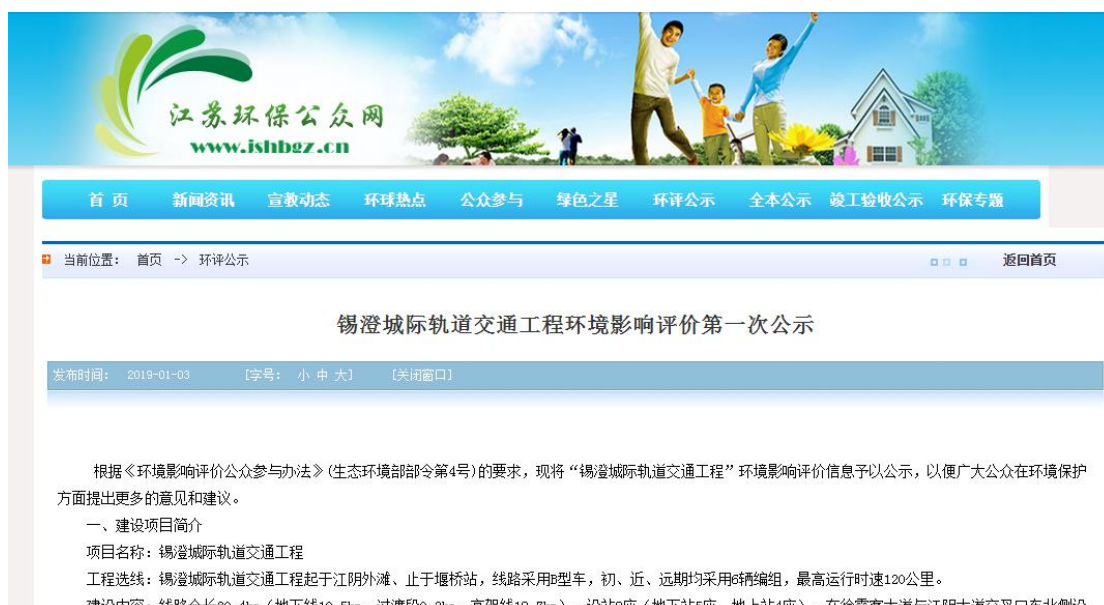 江苏环保公众网
www.jshbgz.cn
首 页 新闻资讯 宣教动态 环球热点 公众参与 绿色之星 环评公示 全本公示 竣工验收公示 环保专题
当前位置: 首页 -> 环评公示 返回首页
锡澄城际轨道交通工程环境影响评价第一次公示
发布时间: 2019-01-03 [字号: 小 中 大] [关闭窗口]
根据《环境影响评价公众参与办法》(生态环境部部令第4号)的要求，现将“锡澄城际轨道交通工程”环境影响评价信息予以公示，以便广大公众在环境保护
方面提出更多的意见和建议。
一、建设项目简介
项目名称：锡澄城际轨道交通工程
工程选线：锡澄城际轨道交通工程起于江阴外滩、止于堰桥站，线路采用B型车，初、近、远期均采用6辆编组，最高运行时速120公里。